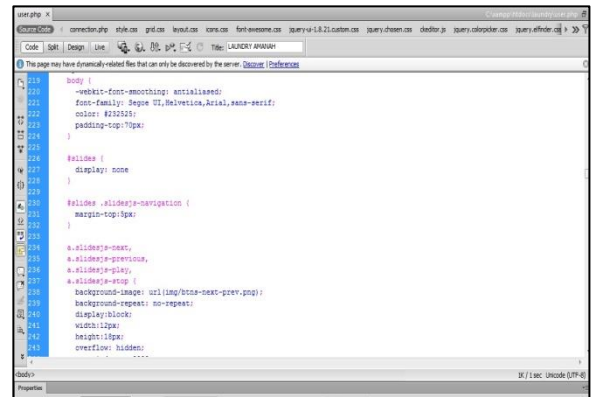 user.php × C:\xampp\htdocs\laundry\user.php
Source Code connection.php style.css grid.css layout.css icons.css font-awesome.css jquery-ui-1.8.21.custom.css jquery.chosen.css ckeditor.js jquery.colorpicker.css jquery.elfinder.css
Code Split Design Live Title: LAUNDRY AMANAH
This page may have dynamically-related files that can only be discovered by the server. Discover | Preferences
219 body {
220 -webkit-font-smoothing: antialiased;
221 font-family: Segoe UI,Helvetica,Arial,sans-serif;
222 color: #232525;
223 padding-top:70px;
224 }
225
226 #slides {
227 display: none
228 }
229
230 #slides .slidesjs-navigation {
231 margin-top:5px;
232 }
233
234 a.slidesjs-next,
235 a.slidesjs-previous,
236 a.slidesjs-play,
237 a.slidesjs-stop {
238 background-image: url(img/btns-next-prev.png);
239 background-repeat: no-repeat;
240 display:block;
241 width:12px;
242 height:18px;
243 overflow: hidden;
<body> 1K / 1 sec Unicode (UTF-8)
Properties